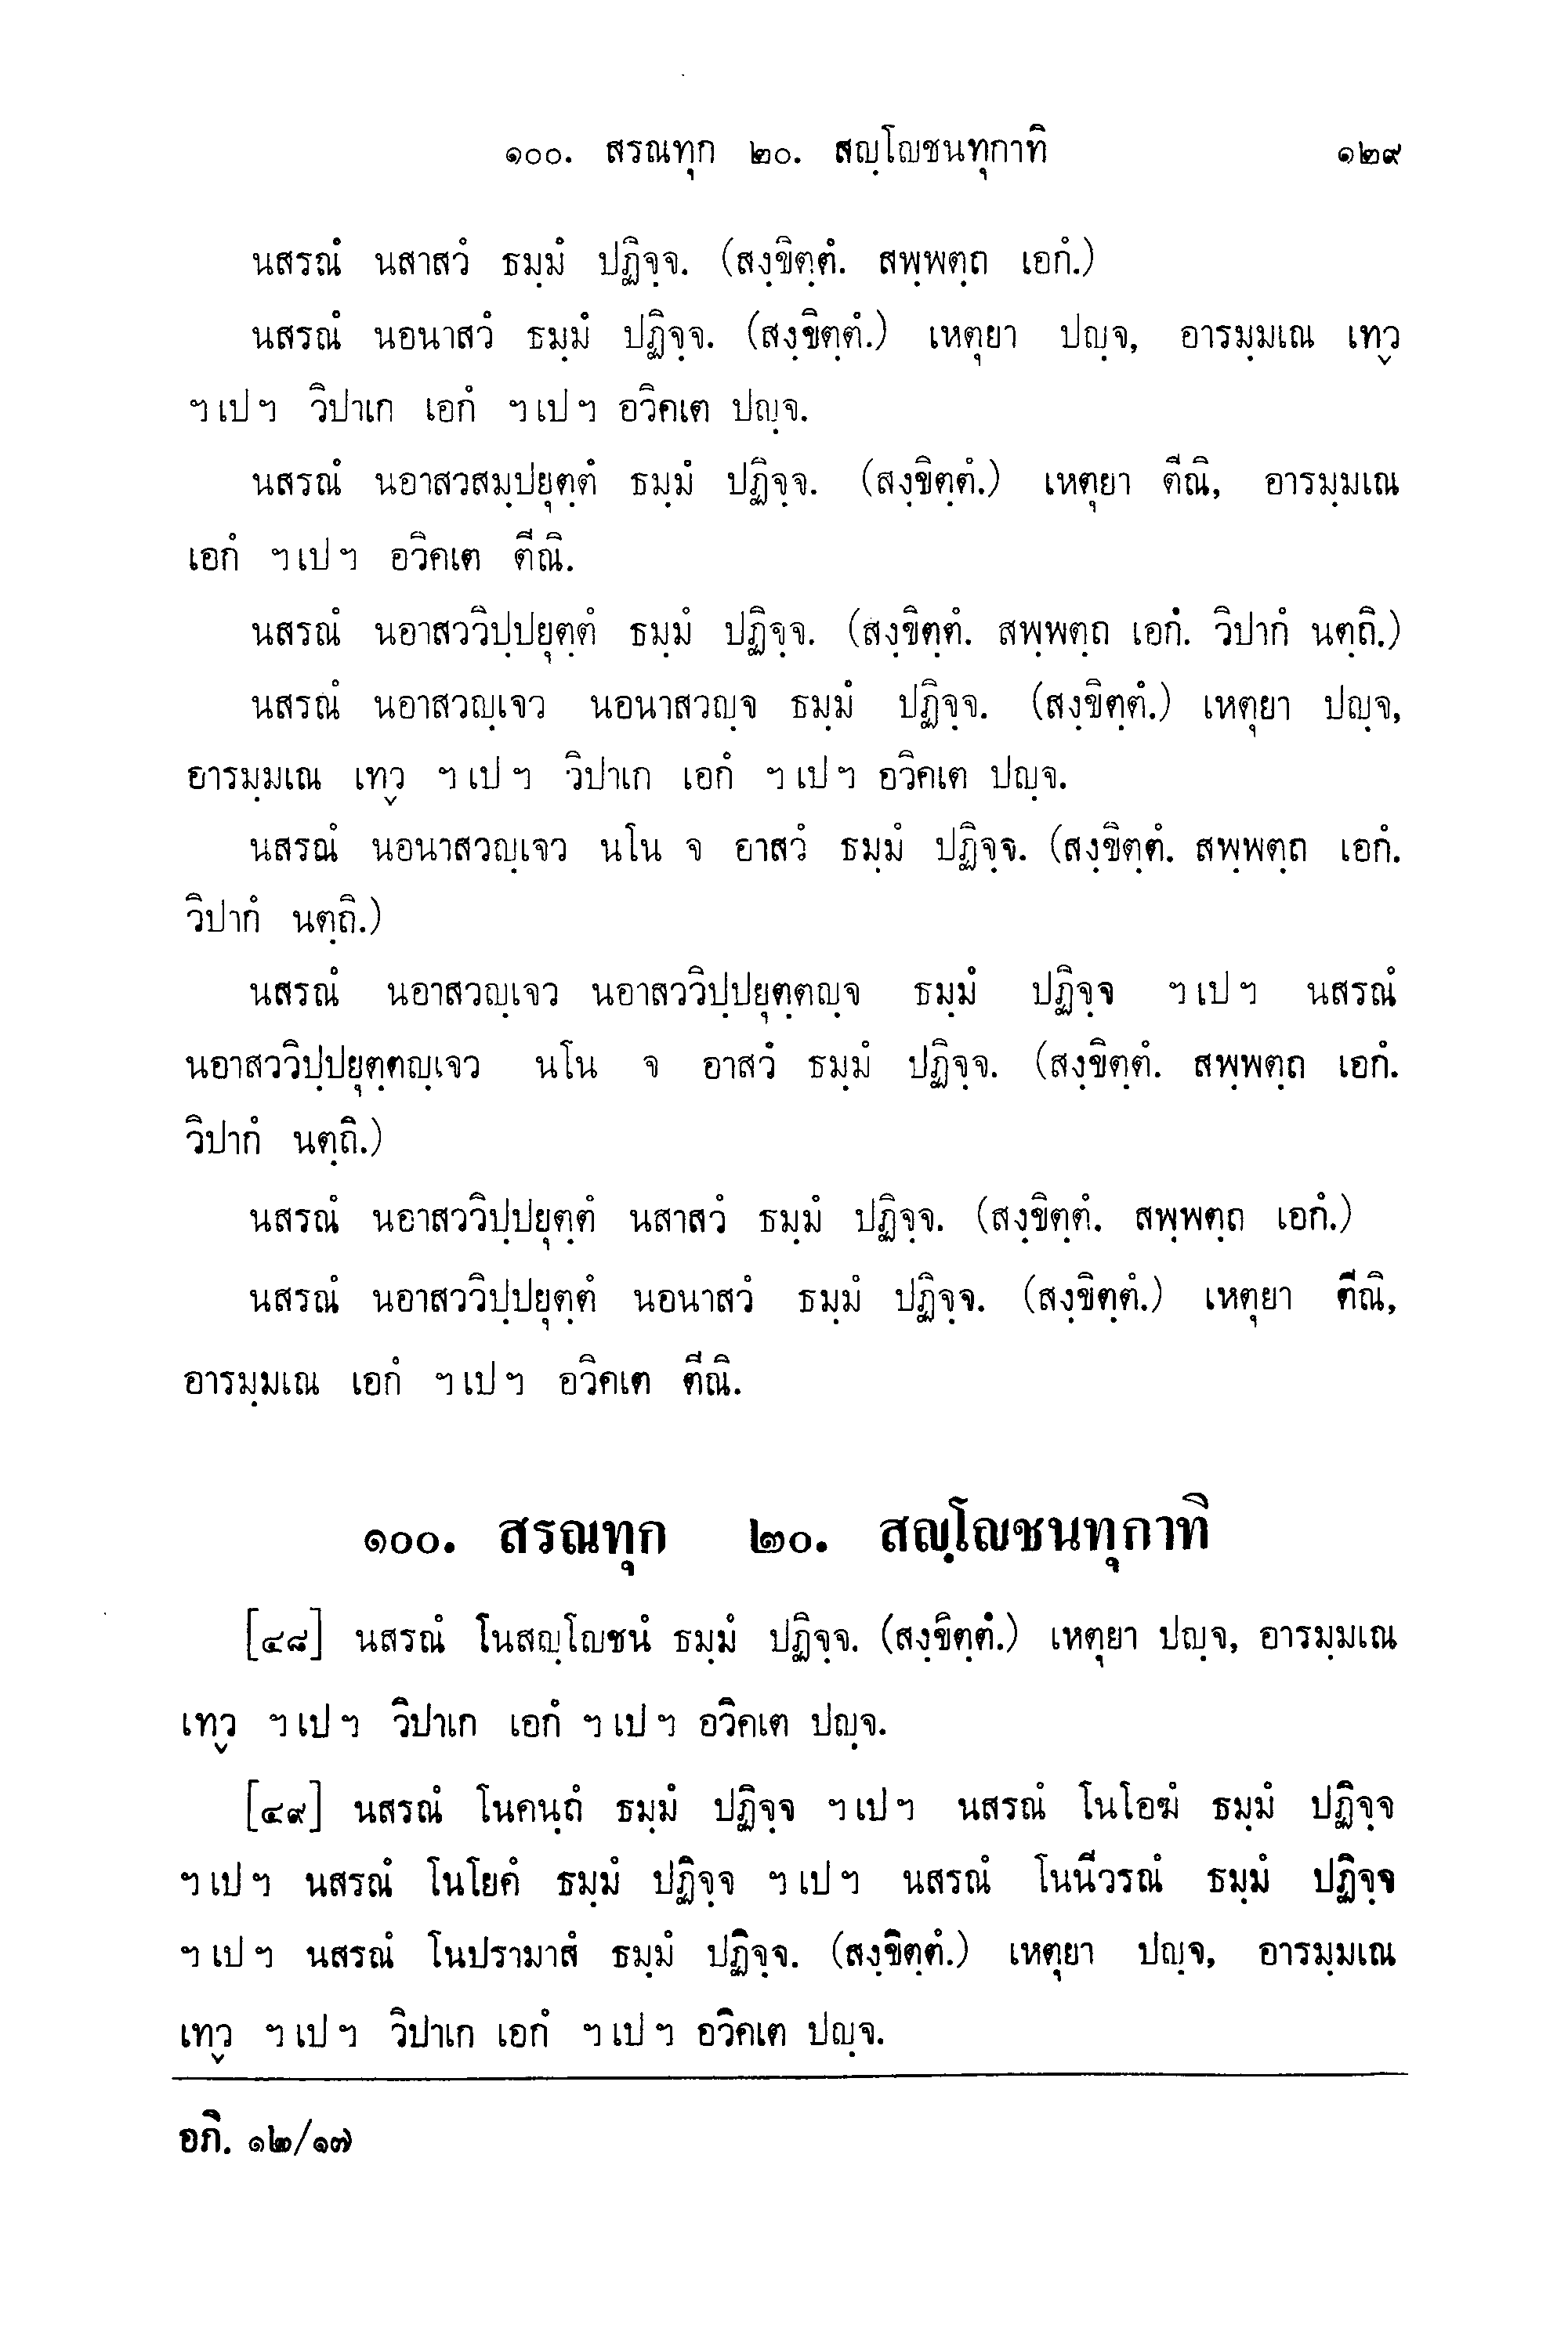 ๑๐๐. สรณทุก ๒๐. สญฺโญชนทุกาทิ ๑๒๙
นสรณํ นสาสวํ ธมฺมํ ปฏิจฺจ. (สงฺขิตฺตํ. สพฺพตฺถ เอกํ.)
นสรณํ นอนาสวํ ธมฺมํ ปฏิจฺจ. (สงฺขิตฺตํ.) เหตุยา ปญฺจ, อารมฺมเณ เทฺว
ฯเปฯ วิปาเก เอกํ ฯเปฯ อวิคเต ปญฺจ.
นสรณํ นอาสวสมฺปยุตฺตํ ธมฺมํ ปฏิจฺจ. (สงฺขิตฺตํ.) เหตุยา ตีณิ, อารมฺมเณ
เอกํ ฯเปฯ อวิคเต ตีณิ.
นสรณํ นอาสววิปฺปยุตฺตํ ธมฺมํ ปฏิจฺจ. (สงฺขิตฺตํ. สพฺพตฺถ เอกํ. วิปากํ นตฺถิ.)
นสรณํ นอาสวญฺเจว นอนาสวญฺจ ธมฺมํ ปฏิจฺจ. (สงฺขิตฺตํ.) เหตุยา ปญฺจ,
อารมฺมเณ เทฺว ฯเปฯ วิปาเก เอกํ ฯเปฯ อวิคเต ปญฺจ.
นสรณํ นอนาสวญฺเจว นโน จ อาสวํ ธมฺมํ ปฏิจฺจ. (สงฺขิตฺตํ. สพฺพตฺถ เอกํ.
วิปากํ นตฺถิ.)
นสรณํ นอาสวญฺเจว นอาสววิปฺปยุตฺตญฺจ ธมฺมํ ปฏิจฺจ ฯเปฯ นสรณํ
นอาสววิปฺปยุตฺตญฺเจว นโน จ อาสวํ ธมฺมํ ปฏิจฺจ. (สงฺขิตฺตํ. สพฺพตฺถ เอกํ.
วิปากํ นตฺถิ.)
นสรณํ นอาสววิปฺปยุตฺตํ นสาสวํ ธมฺมํ ปฏิจฺจ. (สงฺขิตฺตํ. สพฺพตฺถ เอกํ.)
นสรณํ นอาสววิปฺปยุตฺตํ นอนาสวํ ธมฺมํ ปฏิจฺจ. (สงฺขิตฺตํ.) เหตุยา ตีณิ,
อารมฺมเณ เอกํ ฯเปฯ อวิคเต ตีณิ.
๑๐๐. สรณทุก ๒๐. สญฺโญชนทุกาทิ
[๔๘] นสรณํ โนสญฺโญชนํ ธมฺมํ ปฏิจฺจ. (สงฺขิตฺตํ.) เหตุยา ปญฺจ, อารมฺมเณ
เทฺว ฯเปฯ วิปาเก เอกํ ฯเปฯ อวิคเต ปญฺจ.
[๔๙] นสรณํ โนคนฺถํ ธมฺมํ ปฏิจฺจ ฯเปฯ นสรณํ โนโอฆํ ธมฺมํ ปฏิจฺจ
ฯเปฯ นสรณํ โนโยคํ ธมฺมํ ปฏิจฺจ ฯเปฯ นสรณํ โนนีวรณํ ธมฺมํ ปฏิจฺจ
ฯเปฯ นสรณํ โนปรามาสํ ธมฺมํ ปฏิจฺจ. (สงฺขิตฺตํ.) เหตุยา ปญฺจ, อารมฺมเณ
เทฺว ฯเปฯ วิปาเก เอกํ ฯเปฯ อวิคเต ปญฺจ.
อภิ. ๑๒/๑๗